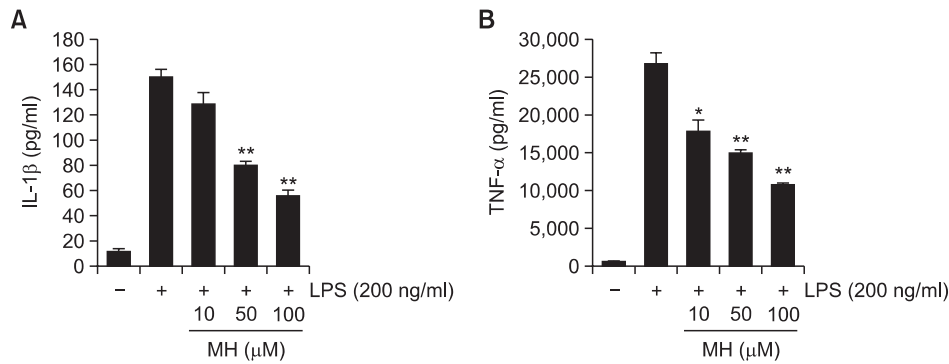 A
IL-1β (pg/ml)
180
160
140
120
100
80
60
40
20
0
**
**
– + + + + LPS (200 ng/ml)
10 50 100
MH (μM)
B
TNF-α (pg/ml)
30,000
25,000
20,000
15,000
10,000
5,000
0
*
**
**
– + + + + LPS (200 ng/ml)
10 50 100
MH (μM)